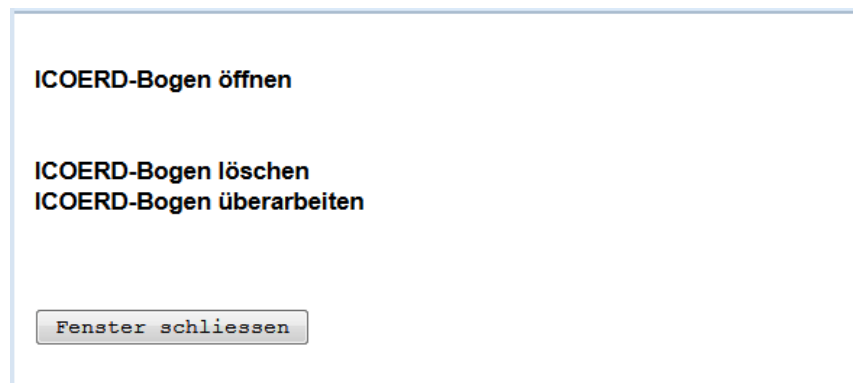 ICOERD-Bogen öffnen
ICOERD-Bogen löschen
ICOERD-Bogen überarbeiten
Fenster schliessen